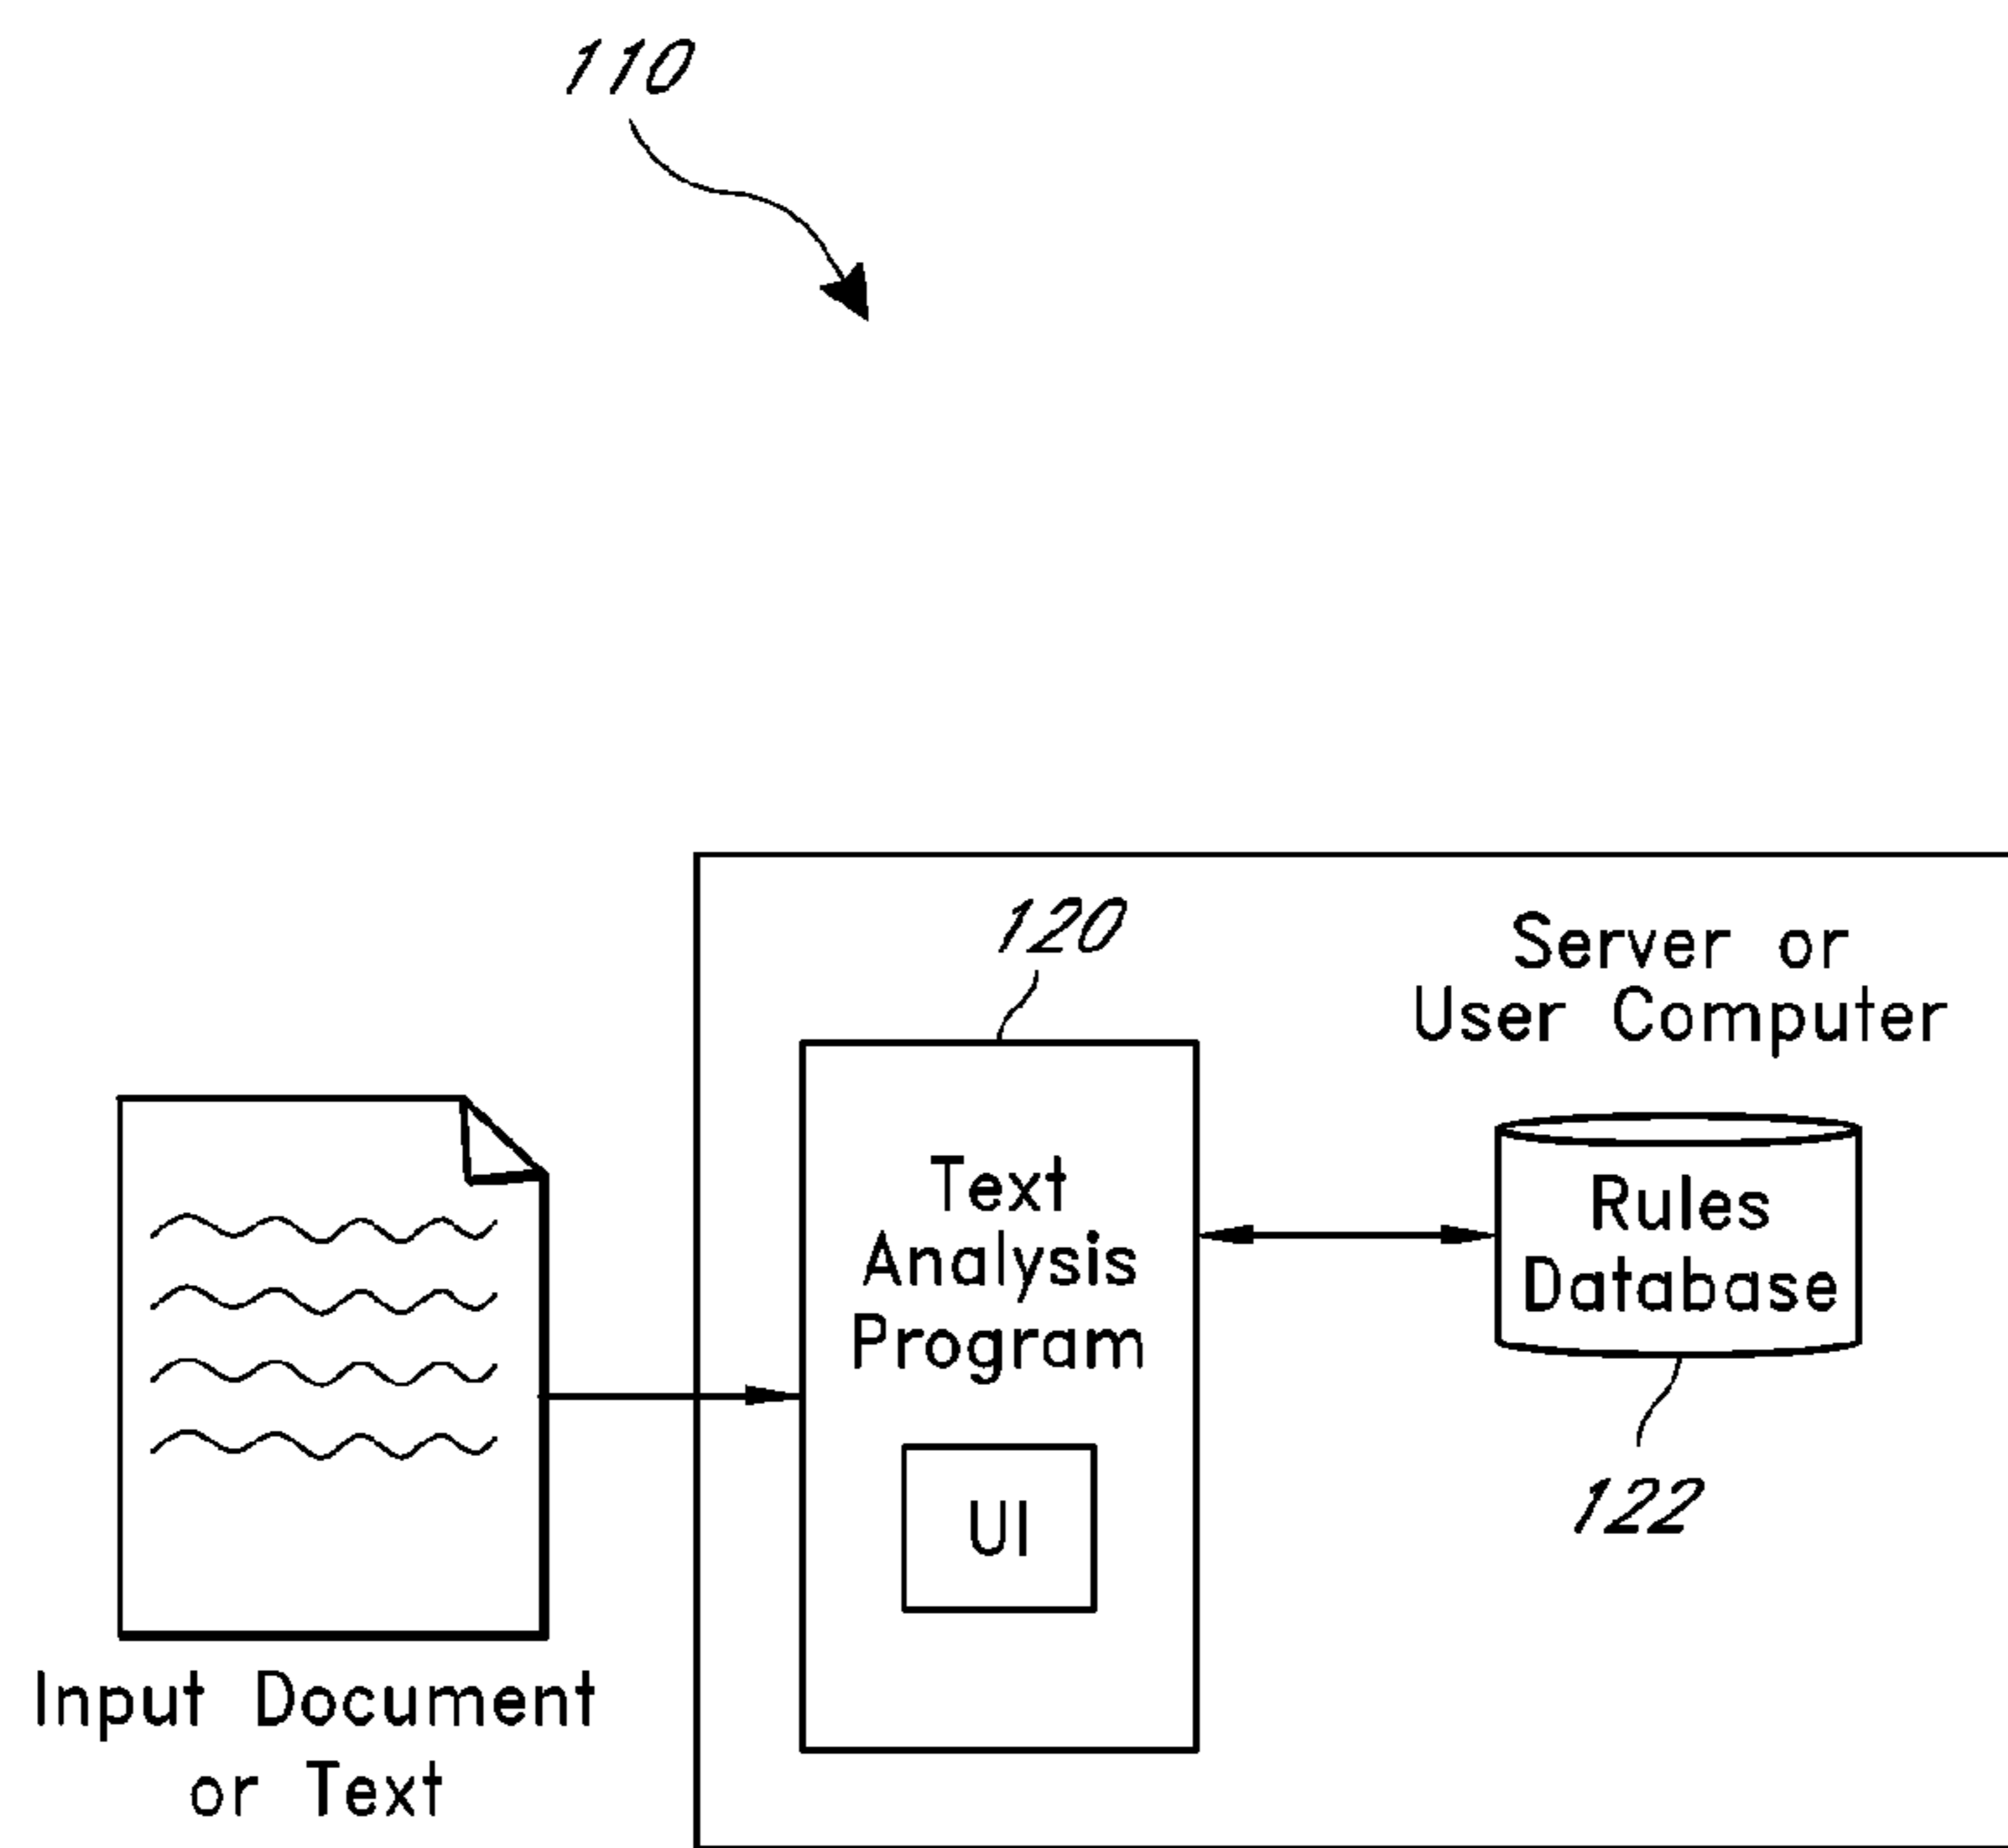 110
120
Server or
User Computer
Text
Analysis
Program
Rules
Database
UI
122
Input Document
or Text